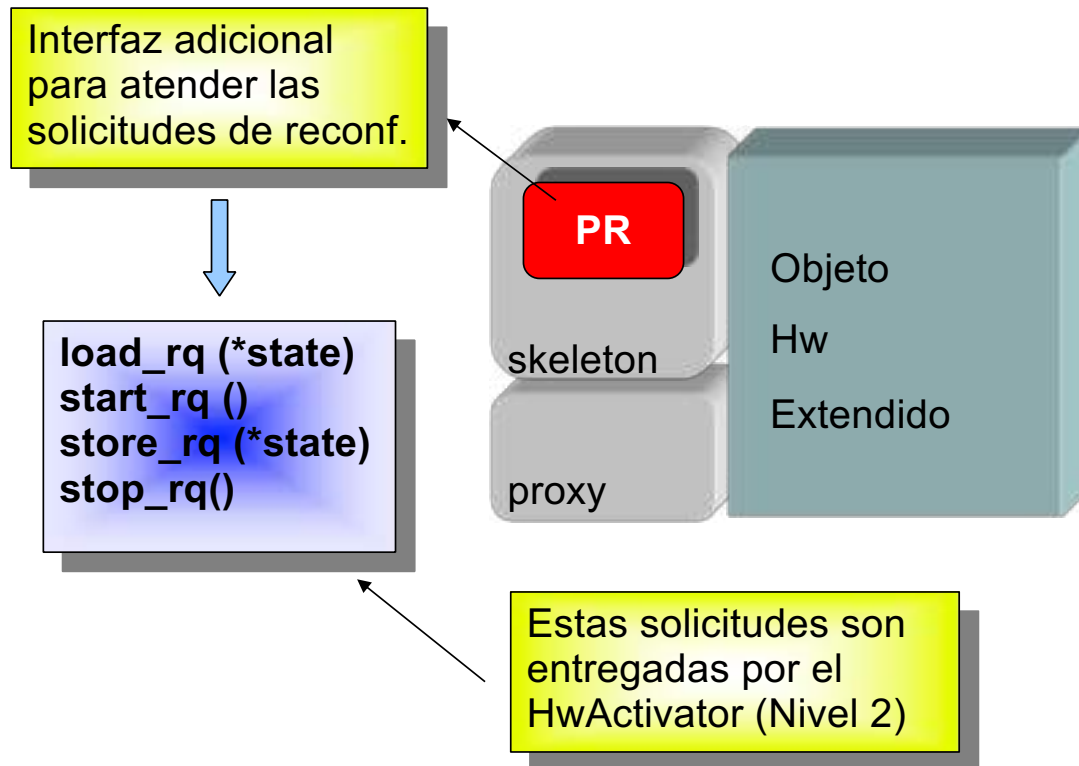 Interfaz adicional
para atender las
solicitudes de reconf.
PR
skeleton
proxy
Objeto
Hw
Extendido
load_rq (*state)
start_rq ()
store_rq (*state)
stop_rq()
Estas solicitudes son
entregadas por el
HwActivator (Nivel 2)